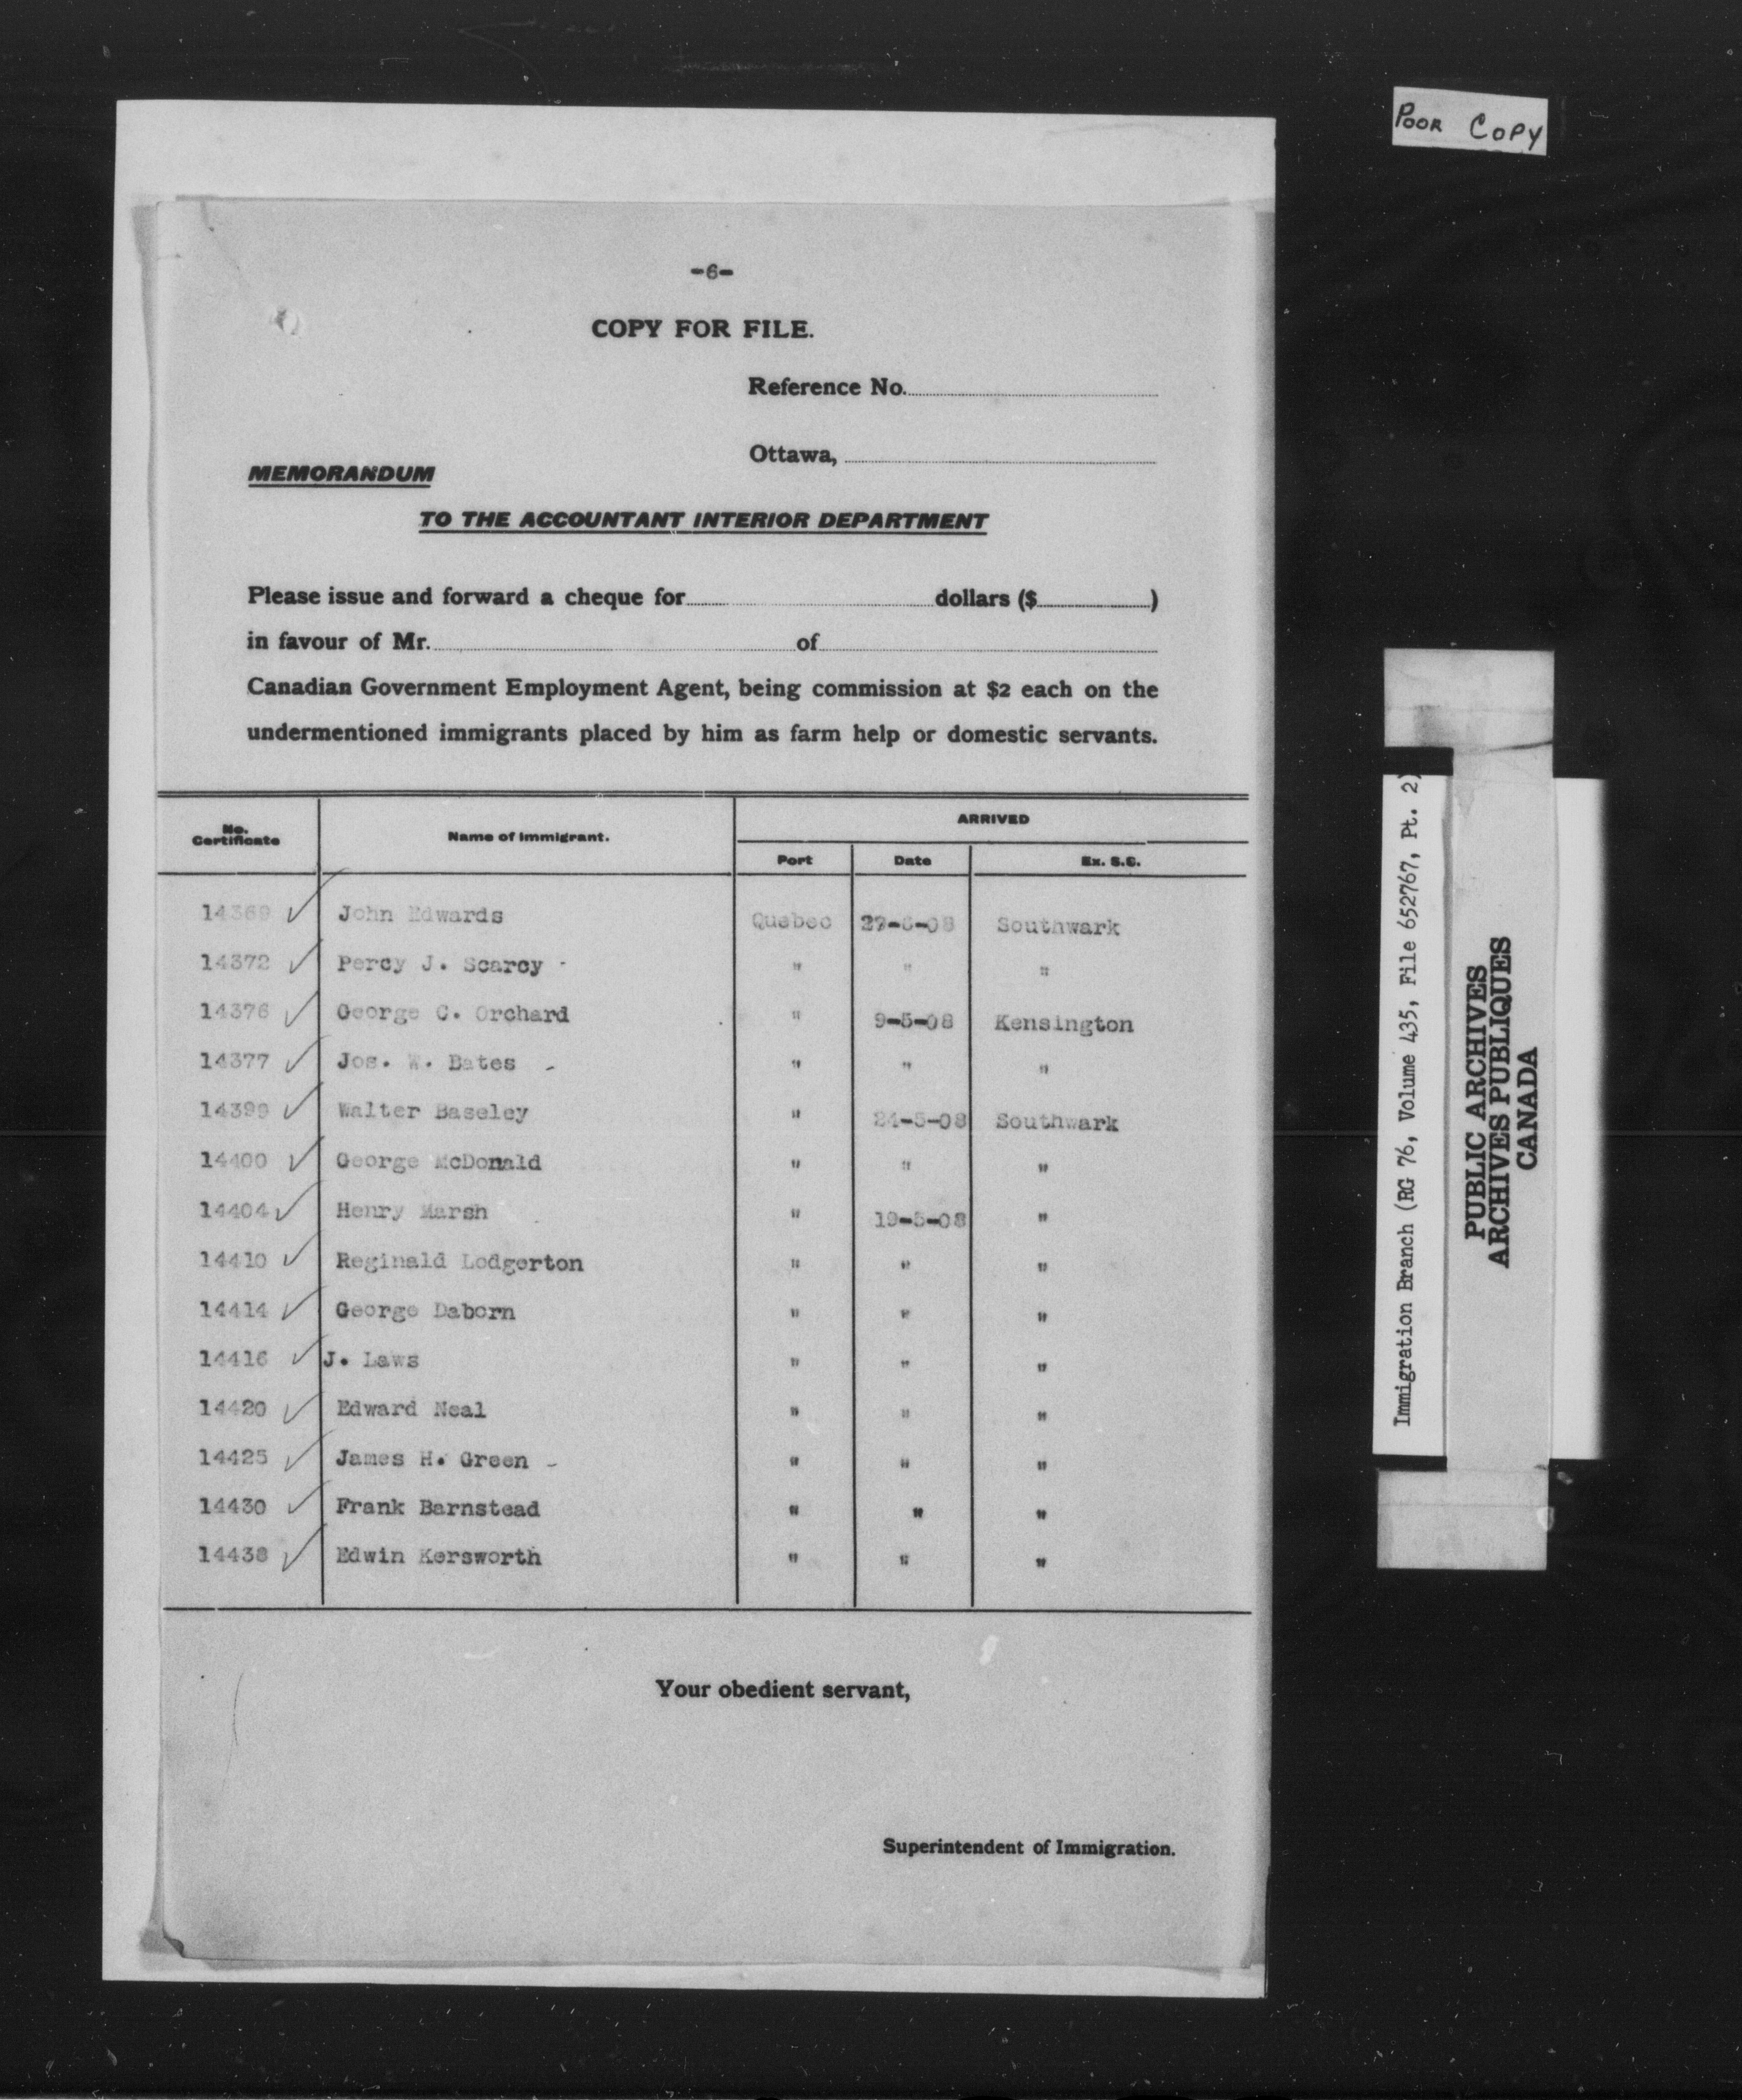 POOR COPY
-6-
COPY FOR FILE.
Reference No.
Ottawa,
MEMORANDUM
TO THE ACCOUNTANT INTERIOR DEPARTMENT
Please issue and forward a cheque for dollars ($ )
in favour of Mr. of
Canadian Government Employment Agent, being commission at $2 each on the
undermentioned immigrants placed by him as farm help or domestic servants.
No. Certificate Name of Immigrant. ARRIVED
Port Date Ex. S.S.
14369 ✓ John Edwards Quebec Southwark
14372 ✓ Percy J. Scarcy - " " "
14376 ✓ George C. Orchard " 9-5-08 Kensington
14377 ✓ Jos. W. Bates - " " "
14399 ✓ Walter Baseley " 24-5-08 Southwark
14400 ✓ George McDonald " " "
14404 ✓ Henry Marsh " 19-5-08 "
14410 ✓ Reginald Lodgerton " " "
14414 ✓ George Daborn " " "
14416 ✓ J. Laws " " "
14420 ✓ Edward Neal " " "
14425 ✓ James H. Green - " " "
14430 ✓ Frank Barnstead " " "
14438 ✓ Edwin Kersworth " " "
Your obedient servant,
Superintendent of Immigration.
Immigration Branch (RG 76, Volume 435, File 652767, Pt. 2)
PUBLIC ARCHIVES
ARCHIVES PUBLIQUES
CANADA